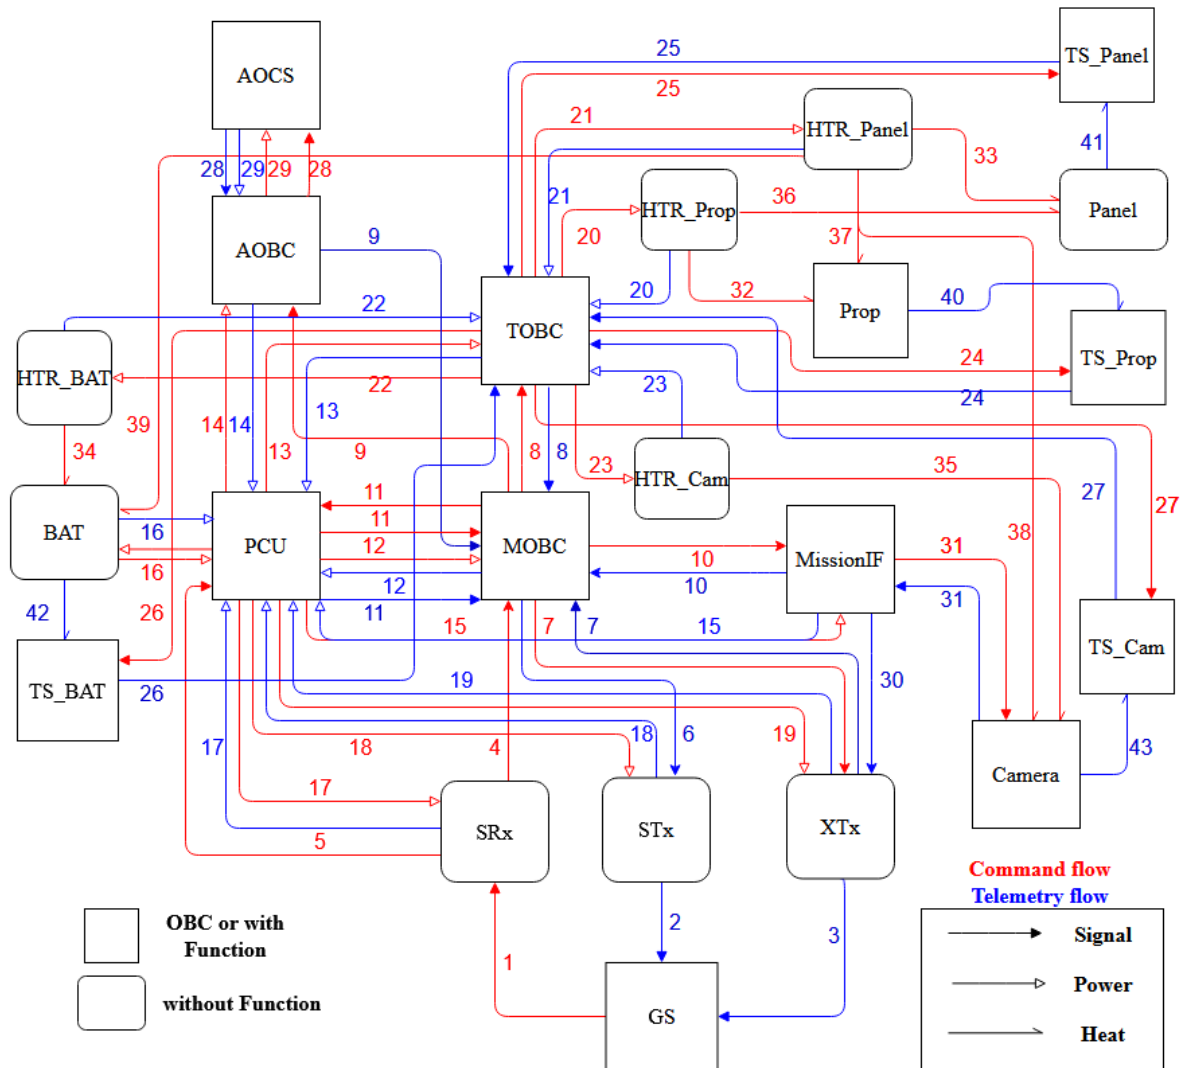 25
TS_Panel
AOCS
25
21
HTR_Panel
41
33
28
29
29
28
21
36
HTR_Prop
Panel
20
9
37
AOBC
20
32
40
22
Prop
TOBC
TS_Prop
HTR_BAT
24
22
23
24
39
14
14
13
13
9
8
8
34
23
35
HTR_Cam
27
27
11
BAT
16
PCU
11
MOBC
MissionIF
31
38
12
10
16
12
10
31
42
26
11
15
7
7
15
TS_Cam
TS_BAT
26
19
30
17
18
4
18
6
19
43
Camera
17
SRx
STx
XTx
5
Command flow
Telemetry flow
OBC or with
Function
2
3
Signal
1
Power
without Function
GS
Heat